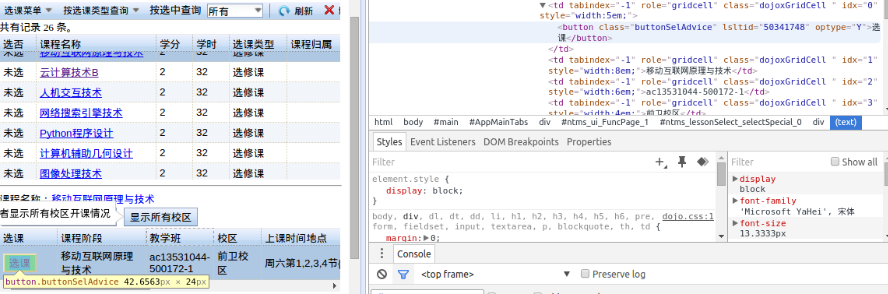 选课菜单 按选课类型查询 按选中查询 所有 刷新
共有记录 26 条。
选否 课程名称 学分 学时 选课类型 课程归属
未选 移动互联网原理与技术 2 32 选修课
未选 云计算技术B 2 32 选修课
未选 人机交互技术 2 32 选修课
未选 网络搜索引擎技术 2 32 选修课
未选 Python程序设计 2 32 选修课
未选 计算机辅助几何设计 2 32 选修课
未选 图像处理技术 2 32 选修课
课程名称：移动互联网原理与技术
者显示所有校区开课情况 显示所有校区
选课 课程阶段 教学班 校区 上课时间地点
选课 移动互联网原理与技术 ac13531044-500172-1 前卫校区 周六第1,2,3,4节
button.buttonSelAdvice 42.6563px × 24px
<td tabindex="-1" role="gridcell" class="dojoxGridCell " idx="0"
style="width:5em;">
<button class="buttonSelAdvice" lsltid="50341748" optype="Y">选
课</button>
</td>
<td tabindex="-1" role="gridcell" class="dojoxGridCell " idx="1"
style="width:8em;">移动互联网原理与技术</td>
<td tabindex="-1" role="gridcell" class="dojoxGridCell " idx="2"
style="width:6em;">ac13531044-500172-1</td>
<td tabindex="-1" role="gridcell" class="dojoxGridCell " idx="3"
style="width:4em;">前卫校区</td>
html body #main #AppMainTabs div #ntms_ui_FuncPage_1 #ntms_lessonSelect_selectSpecial_0 div (text)
Styles Event Listeners DOM Breakpoints Properties
Filter
element.style {
display: block;
}
body, div, dl, dt, dd, li, h1, h2, h3, h4, h5, h6, pre, dojo.css:1
form, fieldset, input, textarea, p, blockquote, th, td {
margin: 0;
Filter Show all
display
block
font-family
'Microsoft YaHei', 宋体
font-size
13.3333px
Console
<top frame> Preserve log